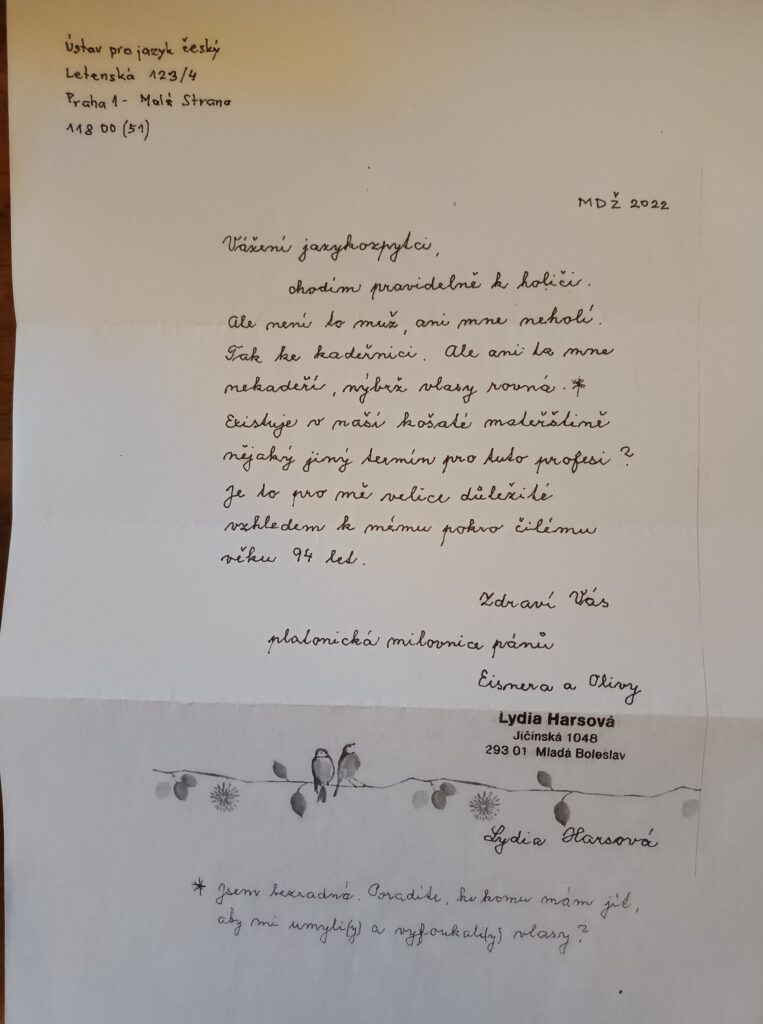 Ústav pro jazyk český
Letenská 123/4
Praha 1 - Malá Strana
118 00 (51)
MDŽ 2022
Vážení jazykozpytci,
chodím pravidelně k holiči.
Ale není to muž, ani mne neholí.
Tak ke kadeřnici. Ale ani ta mne
nekadeří, nýbrž vlasy rovná. *
Existuje v naší košaté mateřštině
nějaký jiný termín pro tuto profesi?
Je to pro mě velice důležité
vzhledem k mému pokro čilému
věku 94 let.
Zdraví Vás
platonická milovnice pánů
Eisnera a Olivy
Lydia Harsová
Jičínská 1048
293 01 Mladá Boleslav
Lydia Harsová
* Jsem bezradná. Poradíte, ke komu mám jít,
aby mi umyli(y) a vyfoukali(y) vlasy?